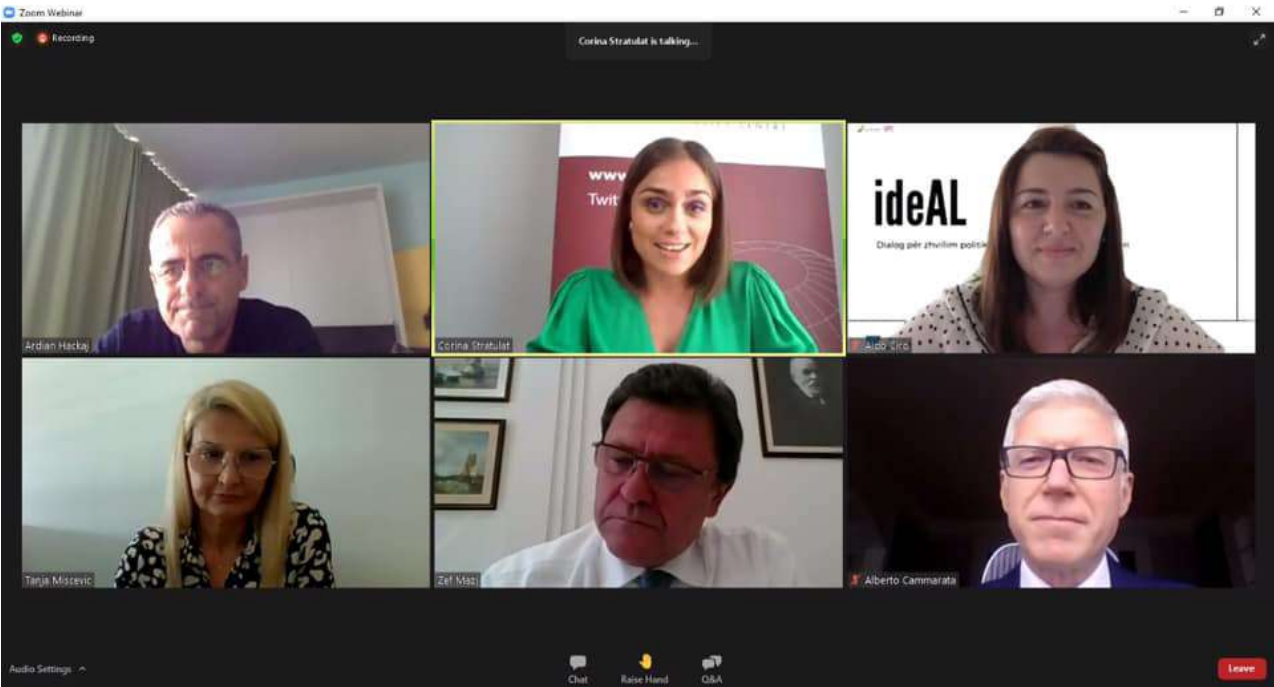 Zoom Webinar
Recording
Corina Stratulat is talking...
www
Twit
ideAL
Dialog për zhvillim politik
Ardian Hackaj
Corina Stratulat
Aldo Ciro
Tanja Miscevic
Zef Mazi
Alberto Cammarata
Audio Settings
Chat
Raise Hand
Q&A
Leave